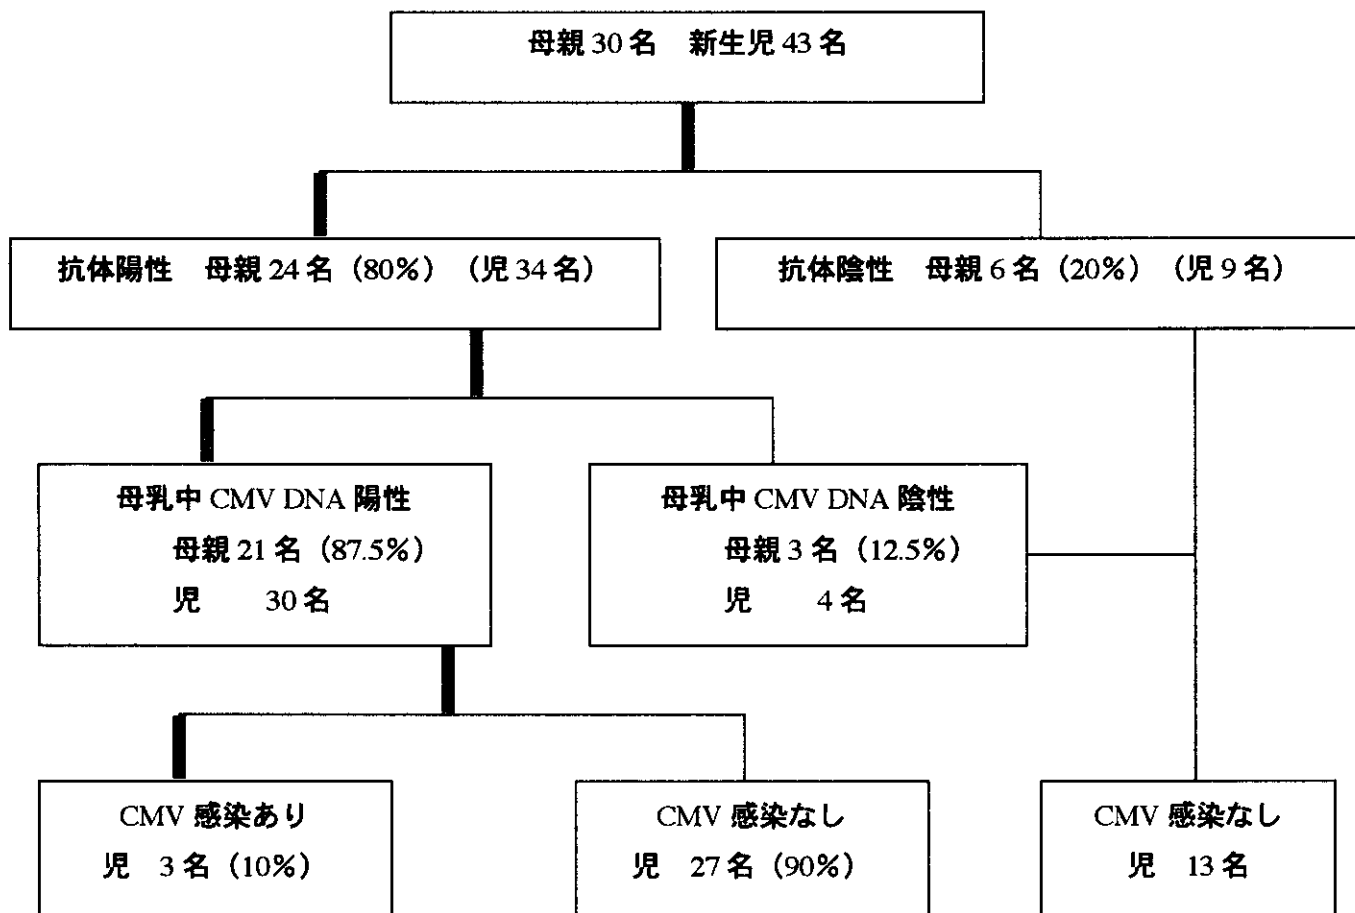 母親 30 名 新生児 43 名
抗体陽性 母親 24 名 (80%) (児 34 名)
抗体陰性 母親 6 名 (20%) (児 9 名)
母乳中 CMV DNA 陽性
母親 21 名 (87.5%)
児 30 名
母乳中 CMV DNA 陰性
母親 3 名 (12.5%)
児 4 名
CMV 感染あり
児 3 名 (10%)
CMV 感染なし
児 27 名 (90%)
CMV 感染なし
児 13 名